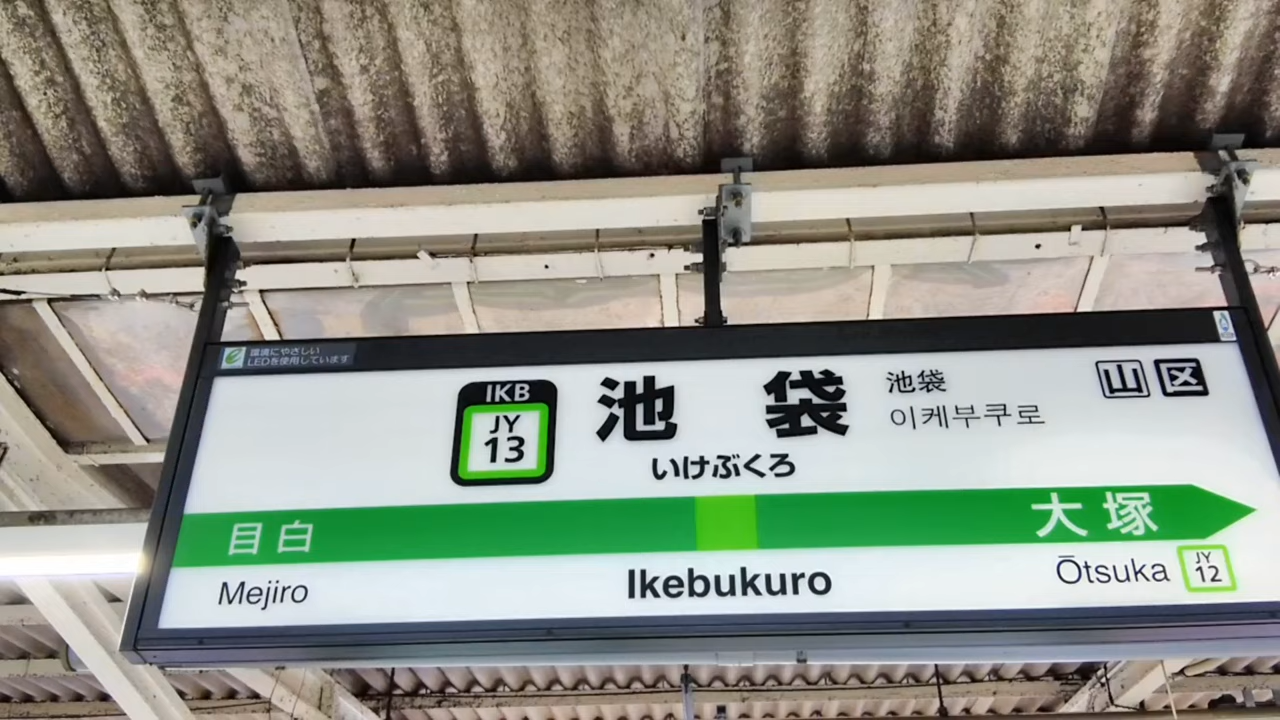 環境にやさしい
LEDを使用しています
IKB
JY
13
池袋
いけぶくろ
池袋
이케부쿠로
山 区
目白
大塚
Mejiro
Ikebukuro
Ōtsuka
JY
12